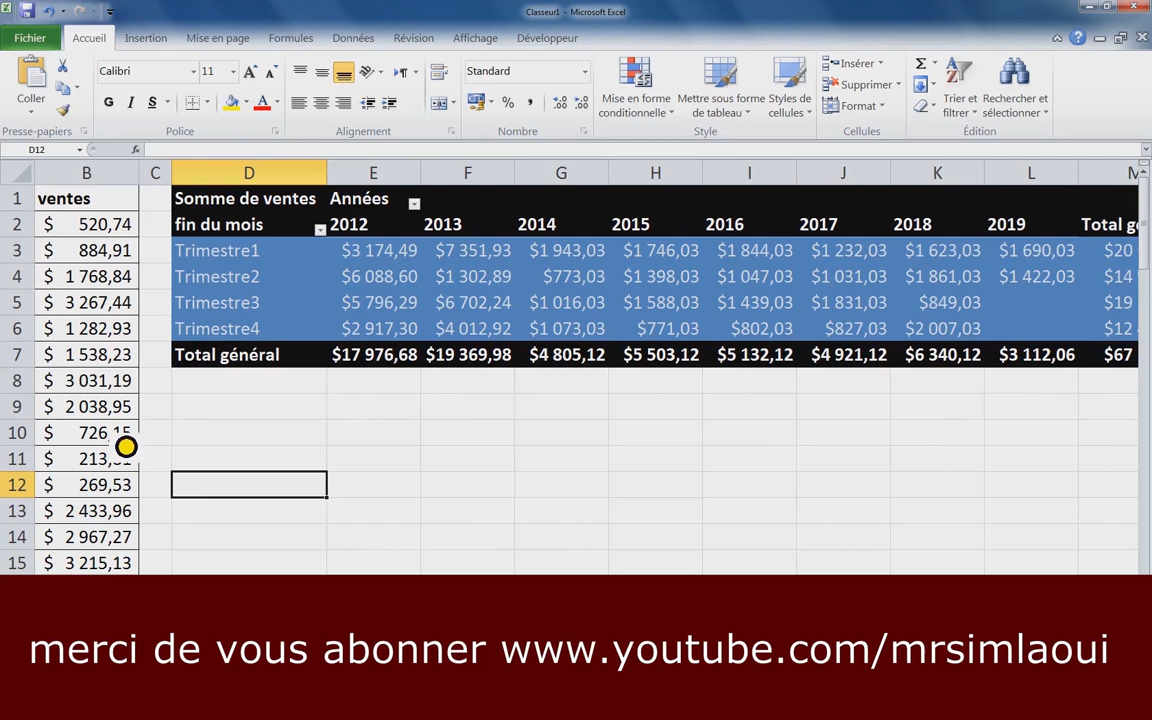 Classeur1 - Microsoft Excel
Fichier Accueil Insertion Mise en page Formules Données Révision Affichage Développeur
Calibri 11 Standard Insérer
Coller Mise en forme conditionnelle Mettre sous forme de tableau Styles de cellules Supprimer Trier et filtrer Rechercher et sélectionner
G I S % Format
Presse-papiers Police Alignement Nombre Style Cellules Édition
D12 fx
B C D E F G H I J K L M
1 ventes Somme de ventes Années
2 $ 520,74 fin du mois 2012 2013 2014 2015 2016 2017 2018 2019 Total
3 $ 884,91 Trimestre1 $3 174,49 $7 351,93 $1 943,03 $1 746,03 $1 844,03 $1 232,03 $1 623,03 $1 690,03 $20
4 $ 1 768,84 Trimestre2 $6 088,60 $1 302,89 $773,03 $1 398,03 $1 047,03 $1 031,03 $1 861,03 $1 422,03 $14
5 $ 3 267,44 Trimestre3 $5 796,29 $6 702,24 $1 016,03 $1 588,03 $1 439,03 $1 831,03 $849,03 $19
6 $ 1 282,93 Trimestre4 $2 917,30 $4 012,92 $1 073,03 $771,03 $802,03 $827,03 $2 007,03 $12
7 $ 1 538,23 Total général $17 976,68 $19 369,98 $4 805,12 $5 503,12 $5 132,12 $4 921,12 $6 340,12 $3 112,06 $67
8 $ 3 031,19
9 $ 2 038,95
10 $
11 $
12 $ 269,53
13 $ 2 433,96
14 $ 2 967,27
15 $ 3 215,13
merci de vous abonner www.youtube.com/mrsimlaoui